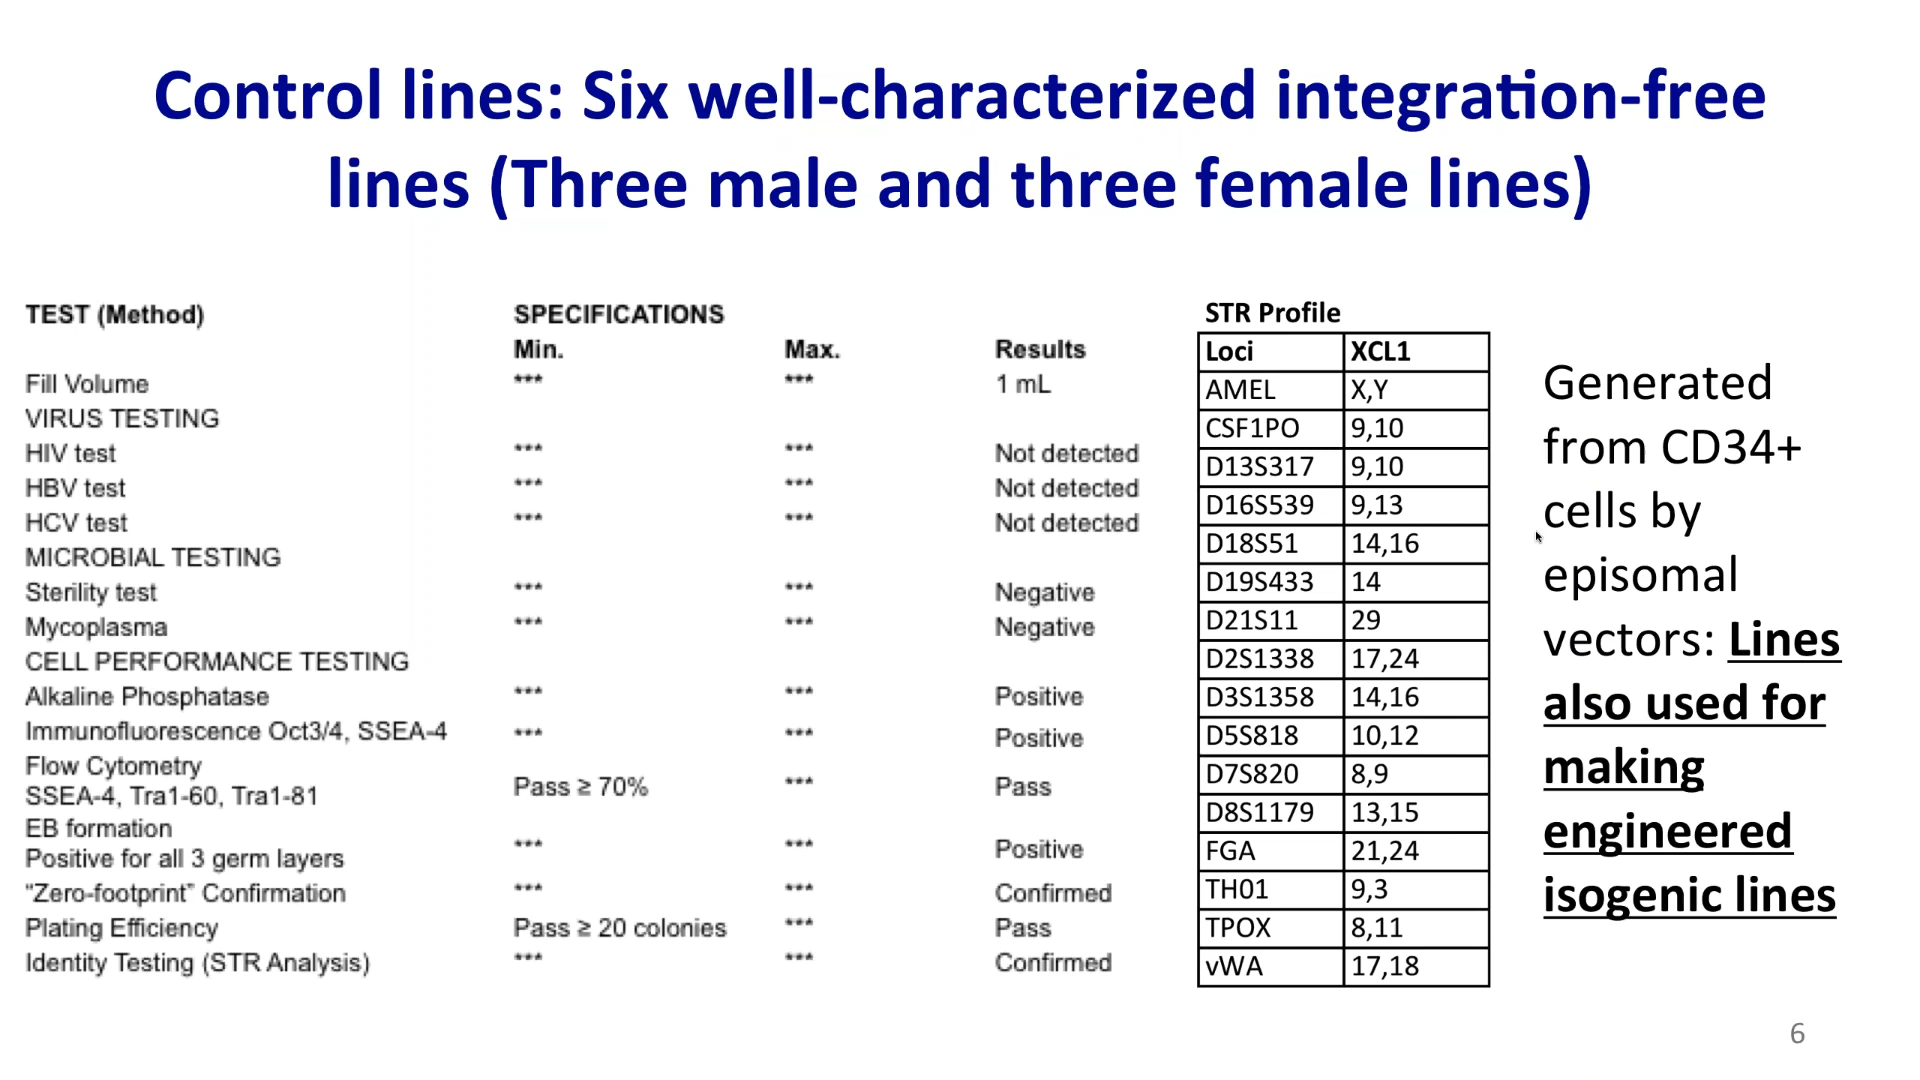 Control lines: Six well-characterized integration-free
lines (Three male and three female lines)
TEST (Method) SPECIFICATIONS
Min. Max. Results
Fill Volume *** *** 1 mL
VIRUS TESTING
HIV test *** *** Not detected
HBV test *** *** Not detected
HCV test *** *** Not detected
MICROBIAL TESTING
Sterility test *** *** Negative
Mycoplasma *** *** Negative
CELL PERFORMANCE TESTING
Alkaline Phosphatase *** *** Positive
Immunofluorescence Oct3/4, SSEA-4 *** *** Positive
Flow Cytometry
SSEA-4, Tra1-60, Tra1-81 Pass ≥ 70% *** Pass
EB formation
Positive for all 3 germ layers *** *** Positive
"Zero-footprint" Confirmation *** *** Confirmed
Plating Efficiency Pass ≥ 20 colonies *** Pass
Identity Testing (STR Analysis) *** *** Confirmed
STR Profile
Loci XCL1
AMEL X,Y
CSF1PO 9,10
D13S317 9,10
D16S539 9,13
D18S51 14,16
D19S433 14
D21S11 29
D2S1338 17,24
D3S1358 14,16
D5S818 10,12
D7S820 8,9
D8S1179 13,15
FGA 21,24
TH01 9,3
TPOX 8,11
vWA 17,18
Generated
from CD34+
cells by
episomal
vectors: Lines
also used for
making
engineered
isogenic lines
6